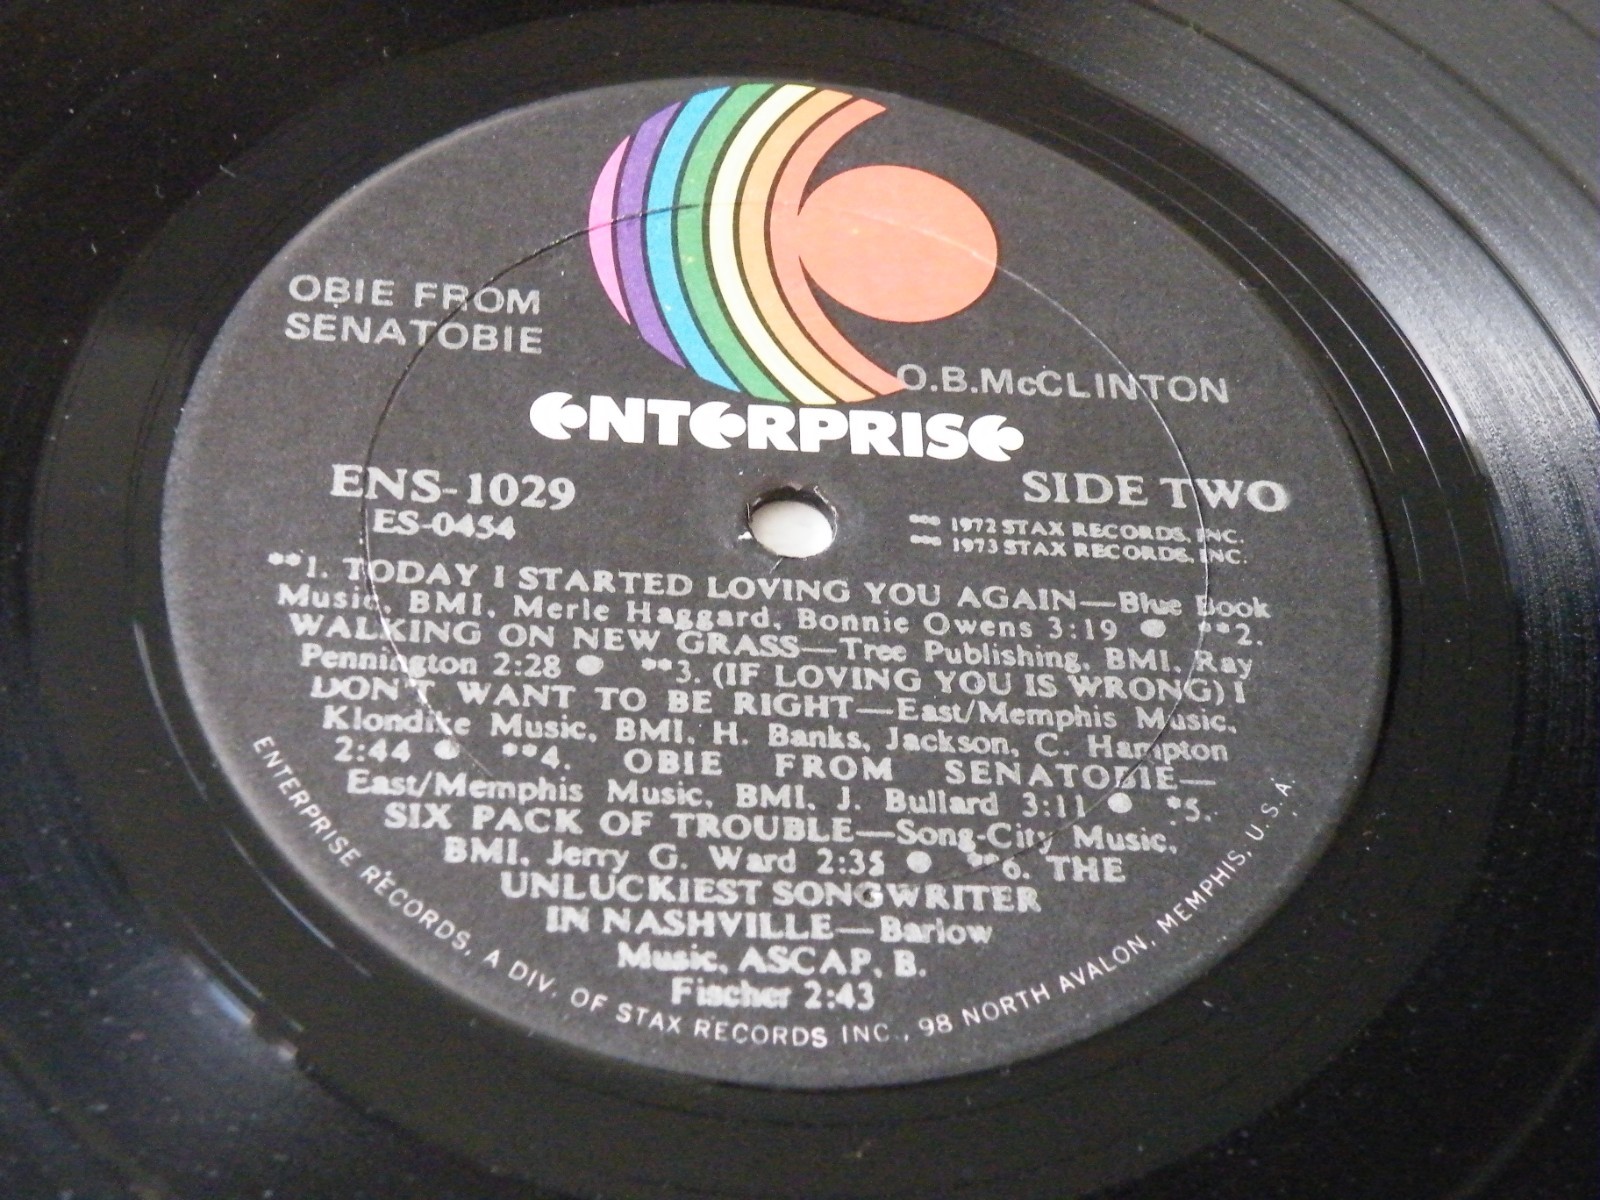 OBIE FROM
SENATOBIE
O.B.McCLINTON
ENTERPRISE
ENS-1029
ES-0454
SIDE TWO
1972 STAX RECORDS, INC.
1973 STAX RECORDS, INC.
**1. TODAY I STARTED LOVING YOU AGAIN—Blue Book
Music, BMI, Merle Haggard, Bonnie Owens 3:19 ● **2.
WALKING ON NEW GRASS—Tree Publishing, BMI, Ray
Pennington 2:28 ● **3. (IF LOVING YOU IS WRONG) I
DON'T WANT TO BE RIGHT—East/Memphis Music,
Klondike Music, BMI, H. Banks, Jackson, C. Hampton
2:44 ● **4. OBIE FROM SENATOBIE—
East/Memphis Music, BMI, J. Bullard 3:11 ● *5.
SIX PACK OF TROUBLE—Song-City Music,
BMI, Jerry G. Ward 2:35 ● **6. THE
UNLUCKIEST SONGWRITER
IN NASHVILLE—Barlow
Music, ASCAP, B.
Fischer 2:43
ENTERPRISE RECORDS, A DIV. OF STAX RECORDS INC., 98 NORTH AVALON, MEMPHIS, U.S.A.